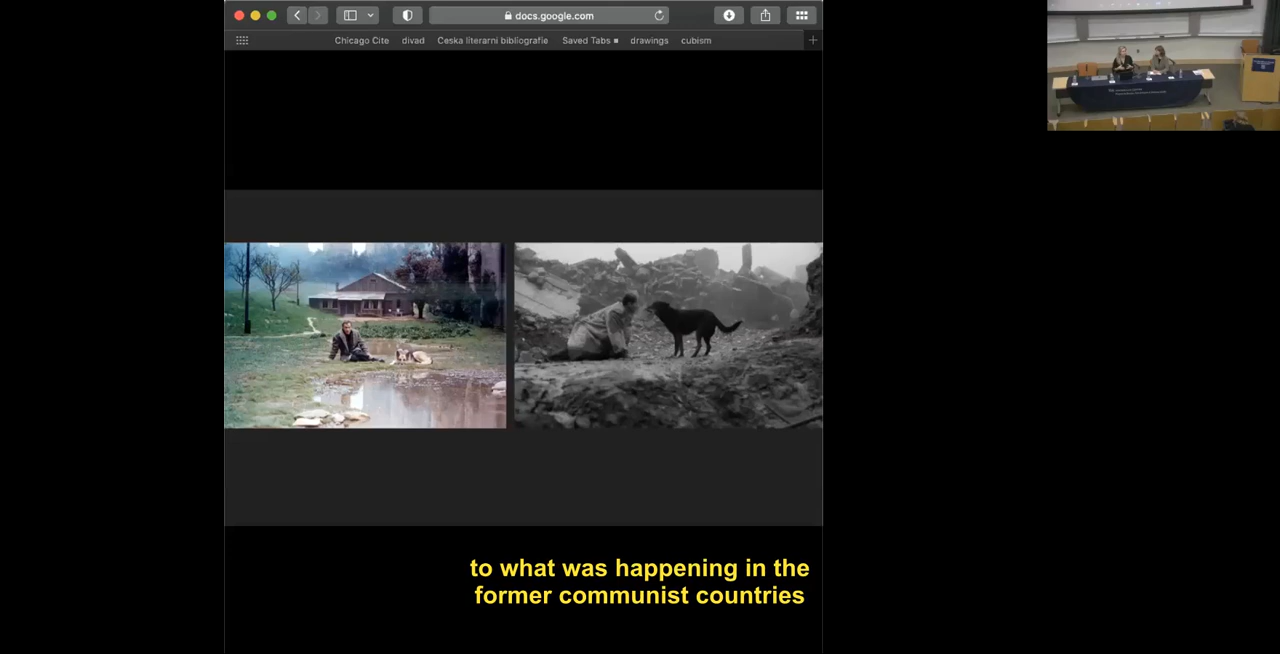 docs.google.com
Chicago Cite divad Ceska literarni bibliografie Saved Tabs drawings cubism
to what was happening in the
former communist countries